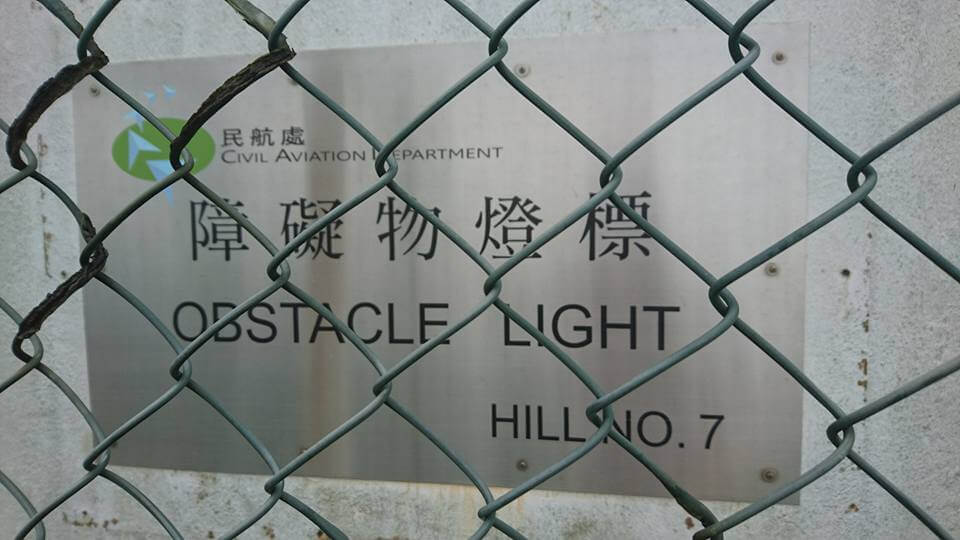 民航處
CIVIL AVIATION DEPARTMENT
障礙物燈標
OBSTACLE LIGHT
HILL NO. 7